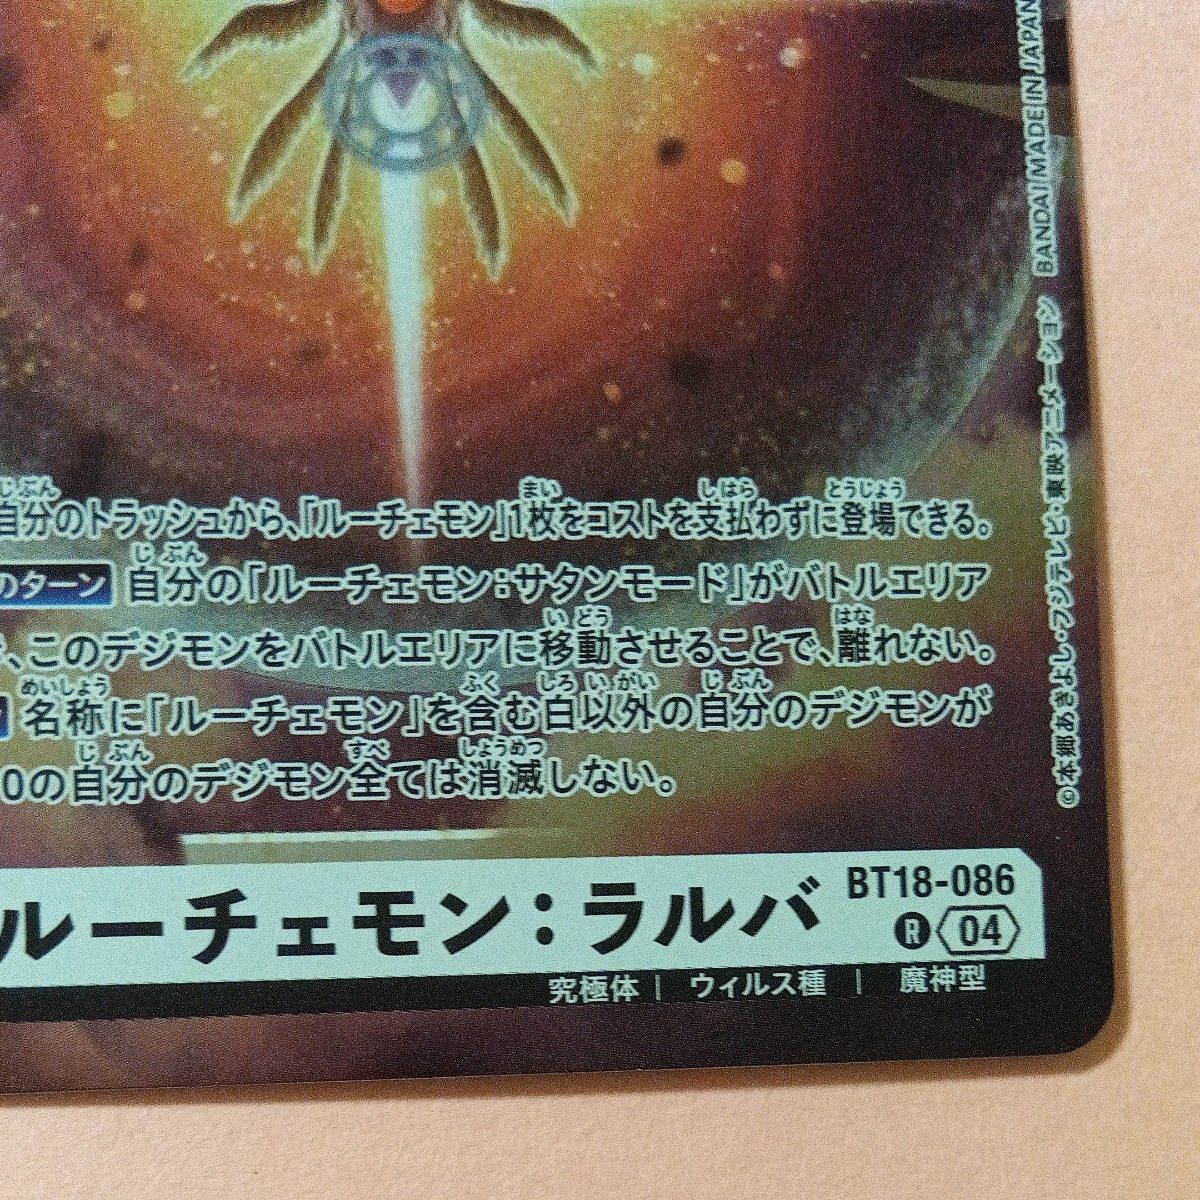 自分のトラッシュから、「ルーチェモン」1枚をコストを支払わずに登場できる。
のターン 自分の「ルーチェモン：サタンモード」がバトルエリア
、このデジモンをバトルエリアに移動させることで、離れない。
名称に「ルーチェモン」を含む白以外の自分のデジモンが
0の自分のデジモン全ては消滅しない。
ルーチェモン：ラルバ
BT18-086
R 04
究極体 | ウィルス種 | 魔神型
©本郷あきよし・フジテレビ・東映アニメーション BANDAI MADE IN JAPAN